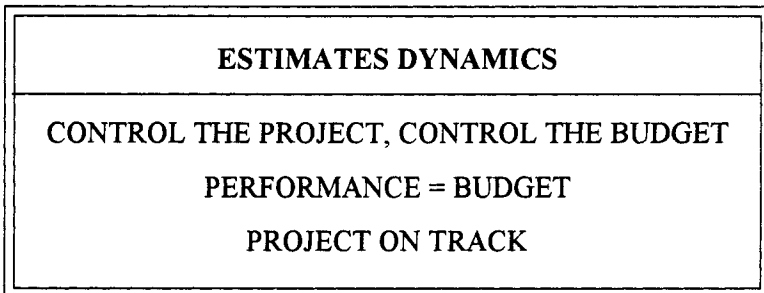 ESTIMATES DYNAMICS
CONTROL THE PROJECT, CONTROL THE BUDGET
PERFORMANCE = BUDGET
PROJECT ON TRACK